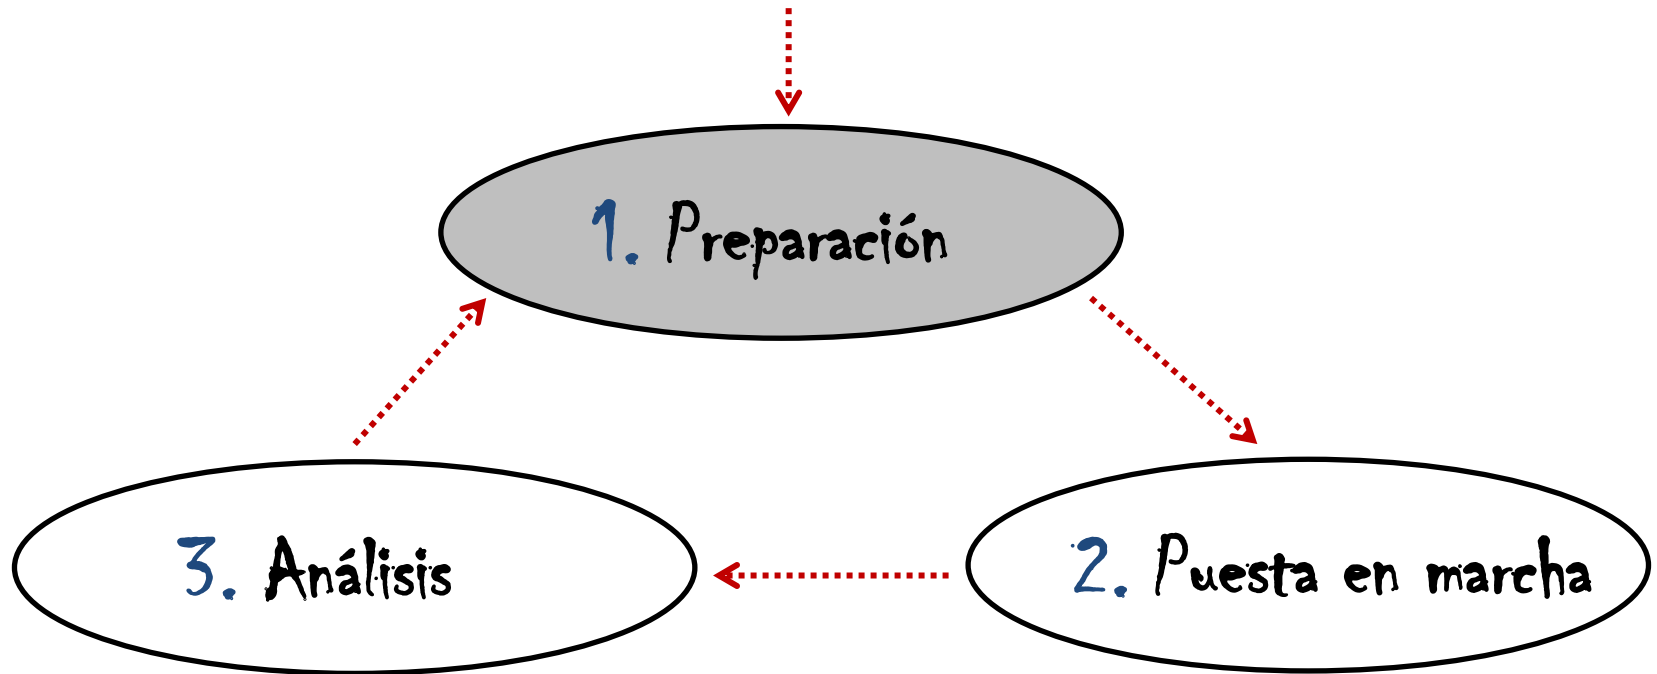 1. Preparación
2. Puesta en marcha
3. Análisis